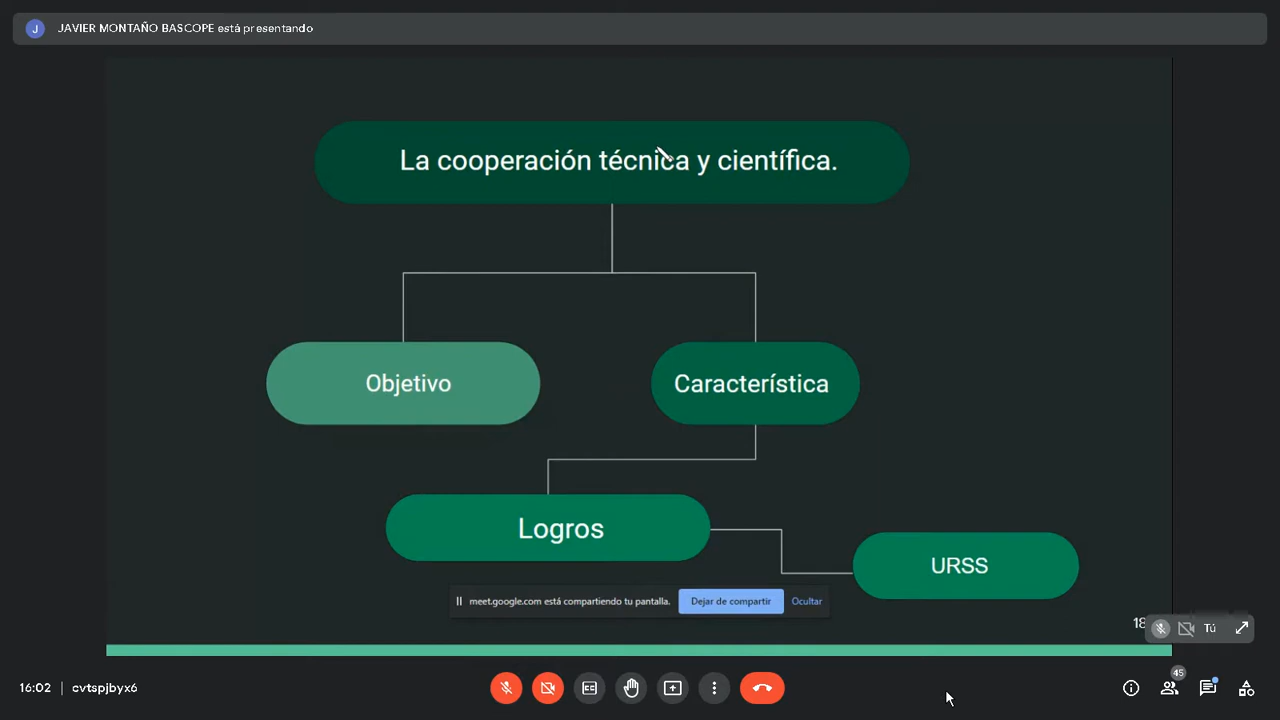 J JAVIER MONTAÑO BASCOPE está presentando
La cooperación técnica y científica.
Objetivo
Característica
Logros
URSS
meet.google.com está compartiendo tu pantalla. Dejar de compartir Ocultar
18
Tú
16:02 | cvtspjbyx6
45